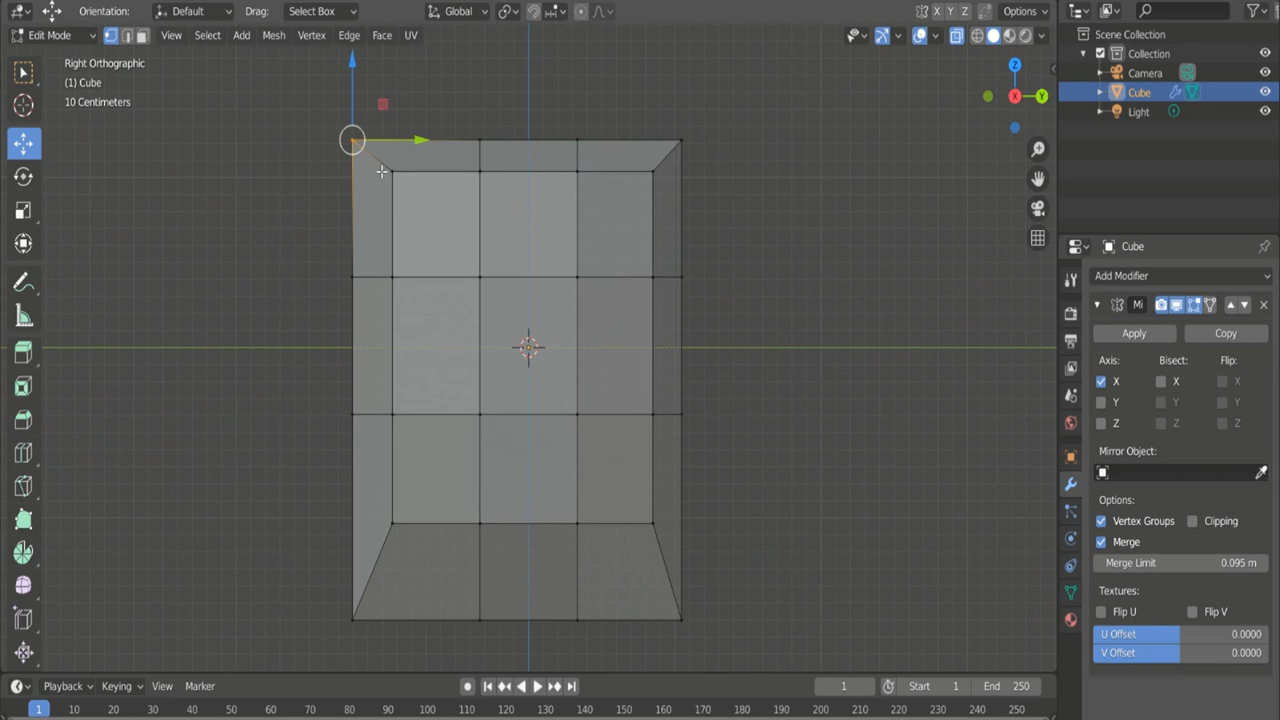 Orientation: Default Drag: Select Box Global X Y Z Options
Edit Mode View Select Add Mesh Vertex Edge Face UV
Right Orthographic
(1) Cube
10 Centimeters
Z
X Y
Scene Collection
Collection
Camera
Cube
Light
Cube
Add Modifier
Mi
Apply Copy
Axis: Bisect: Flip:
X X X
Y Y Y
Z Z Z
Mirror Object:
Options:
Vertex Groups Clipping
Merge
Merge Limit 0.095 m
Textures:
Flip U Flip V
U Offset 0.0000
V Offset 0.0000
Playback Keying View Marker 1 Start 1 End 250
1 10 20 30 40 50 60 70 80 90 100 110 120 130 140 150 160 170 180 190 200 210 220 230 240 250